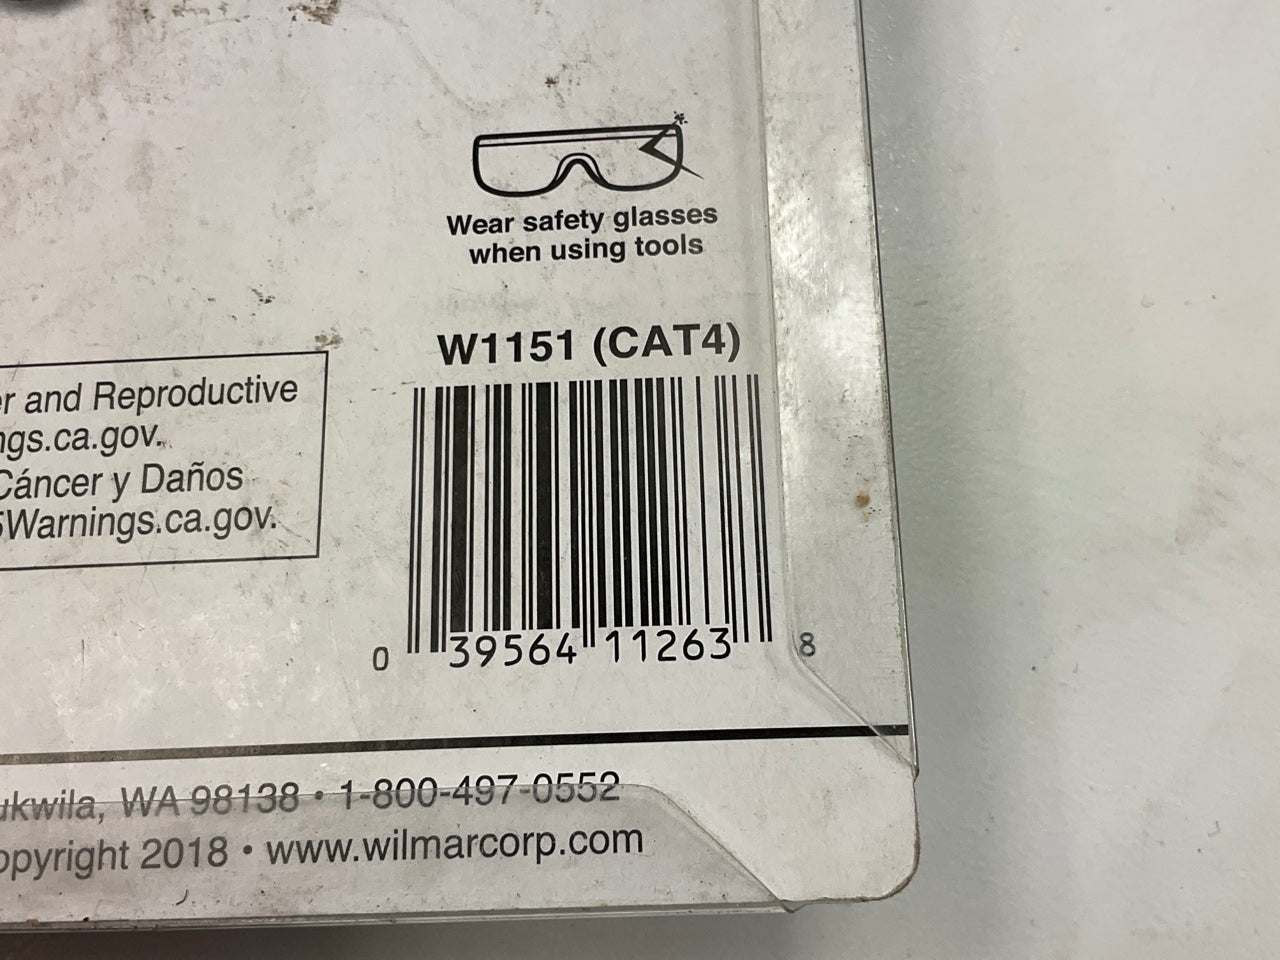 Wear safety glasses
when using tools
W1151 (CAT4)
and Reproductive
ngs.ca.gov.
Cáncer y Daños
5Warnings.ca.gov.
0 39564 11263 8
ukwila, WA 98138 • 1-800-497-0552
opyright 2018 • www.wilmarcorp.com